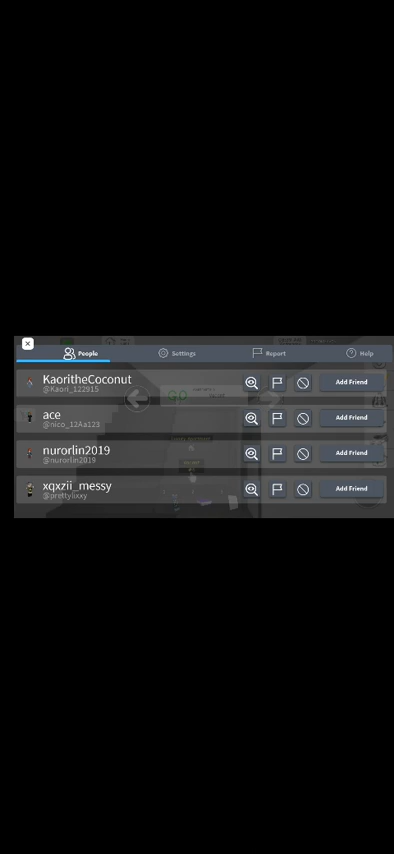 People
Settings
Report
Help
KaoritheCoconut
@Kaori_122915
Add Friend
GO
ace
@nico_12Aa123
Add Friend
nurorlin2019
@nurorlin2019
Add Friend
xqxzii_messy
@prettylixxy
Add Friend